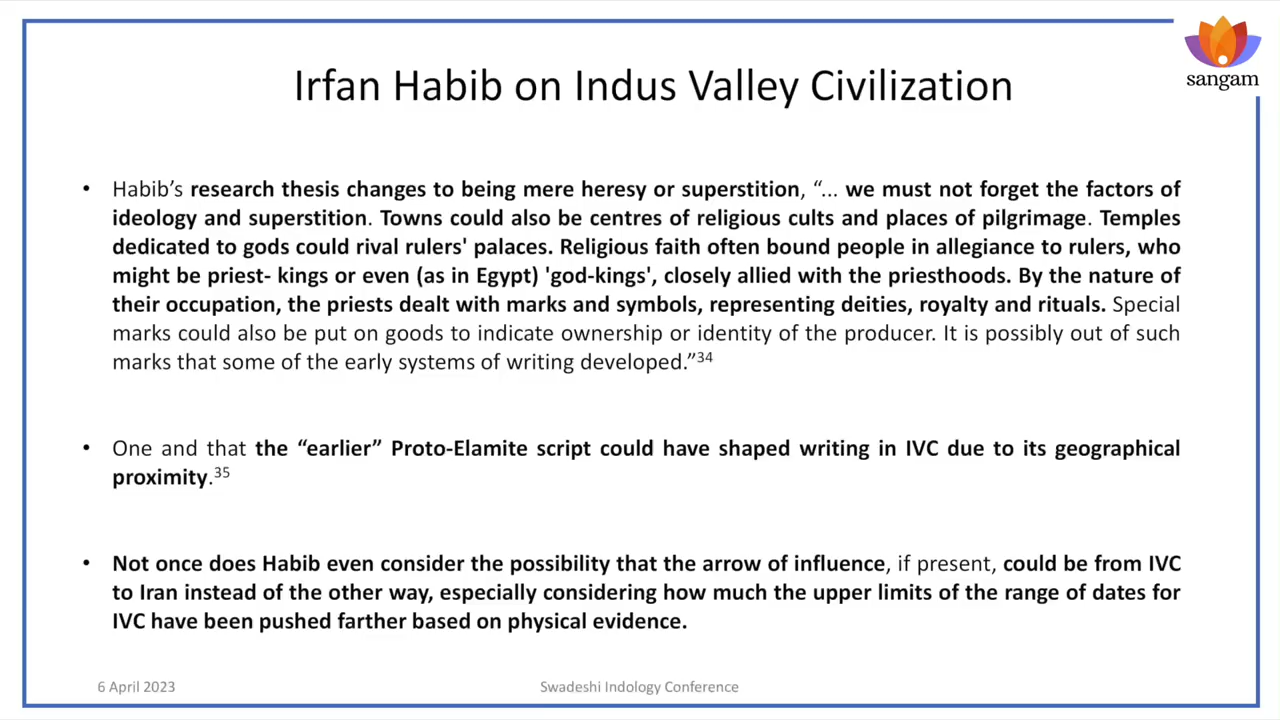 sangam
Irfan Habib on Indus Valley Civilization
• Habib’s research thesis changes to being mere heresy or superstition, “... we must not forget the factors of
ideology and superstition. Towns could also be centres of religious cults and places of pilgrimage. Temples
dedicated to gods could rival rulers' palaces. Religious faith often bound people in allegiance to rulers, who
might be priest- kings or even (as in Egypt) 'god-kings', closely allied with the priesthoods. By the nature of
their occupation, the priests dealt with marks and symbols, representing deities, royalty and rituals. Special
marks could also be put on goods to indicate ownership or identity of the producer. It is possibly out of such
marks that some of the early systems of writing developed.”34
• One and that the “earlier” Proto-Elamite script could have shaped writing in IVC due to its geographical
proximity.35
• Not once does Habib even consider the possibility that the arrow of influence, if present, could be from IVC
to Iran instead of the other way, especially considering how much the upper limits of the range of dates for
IVC have been pushed farther based on physical evidence.
6 April 2023
Swadeshi Indology Conference